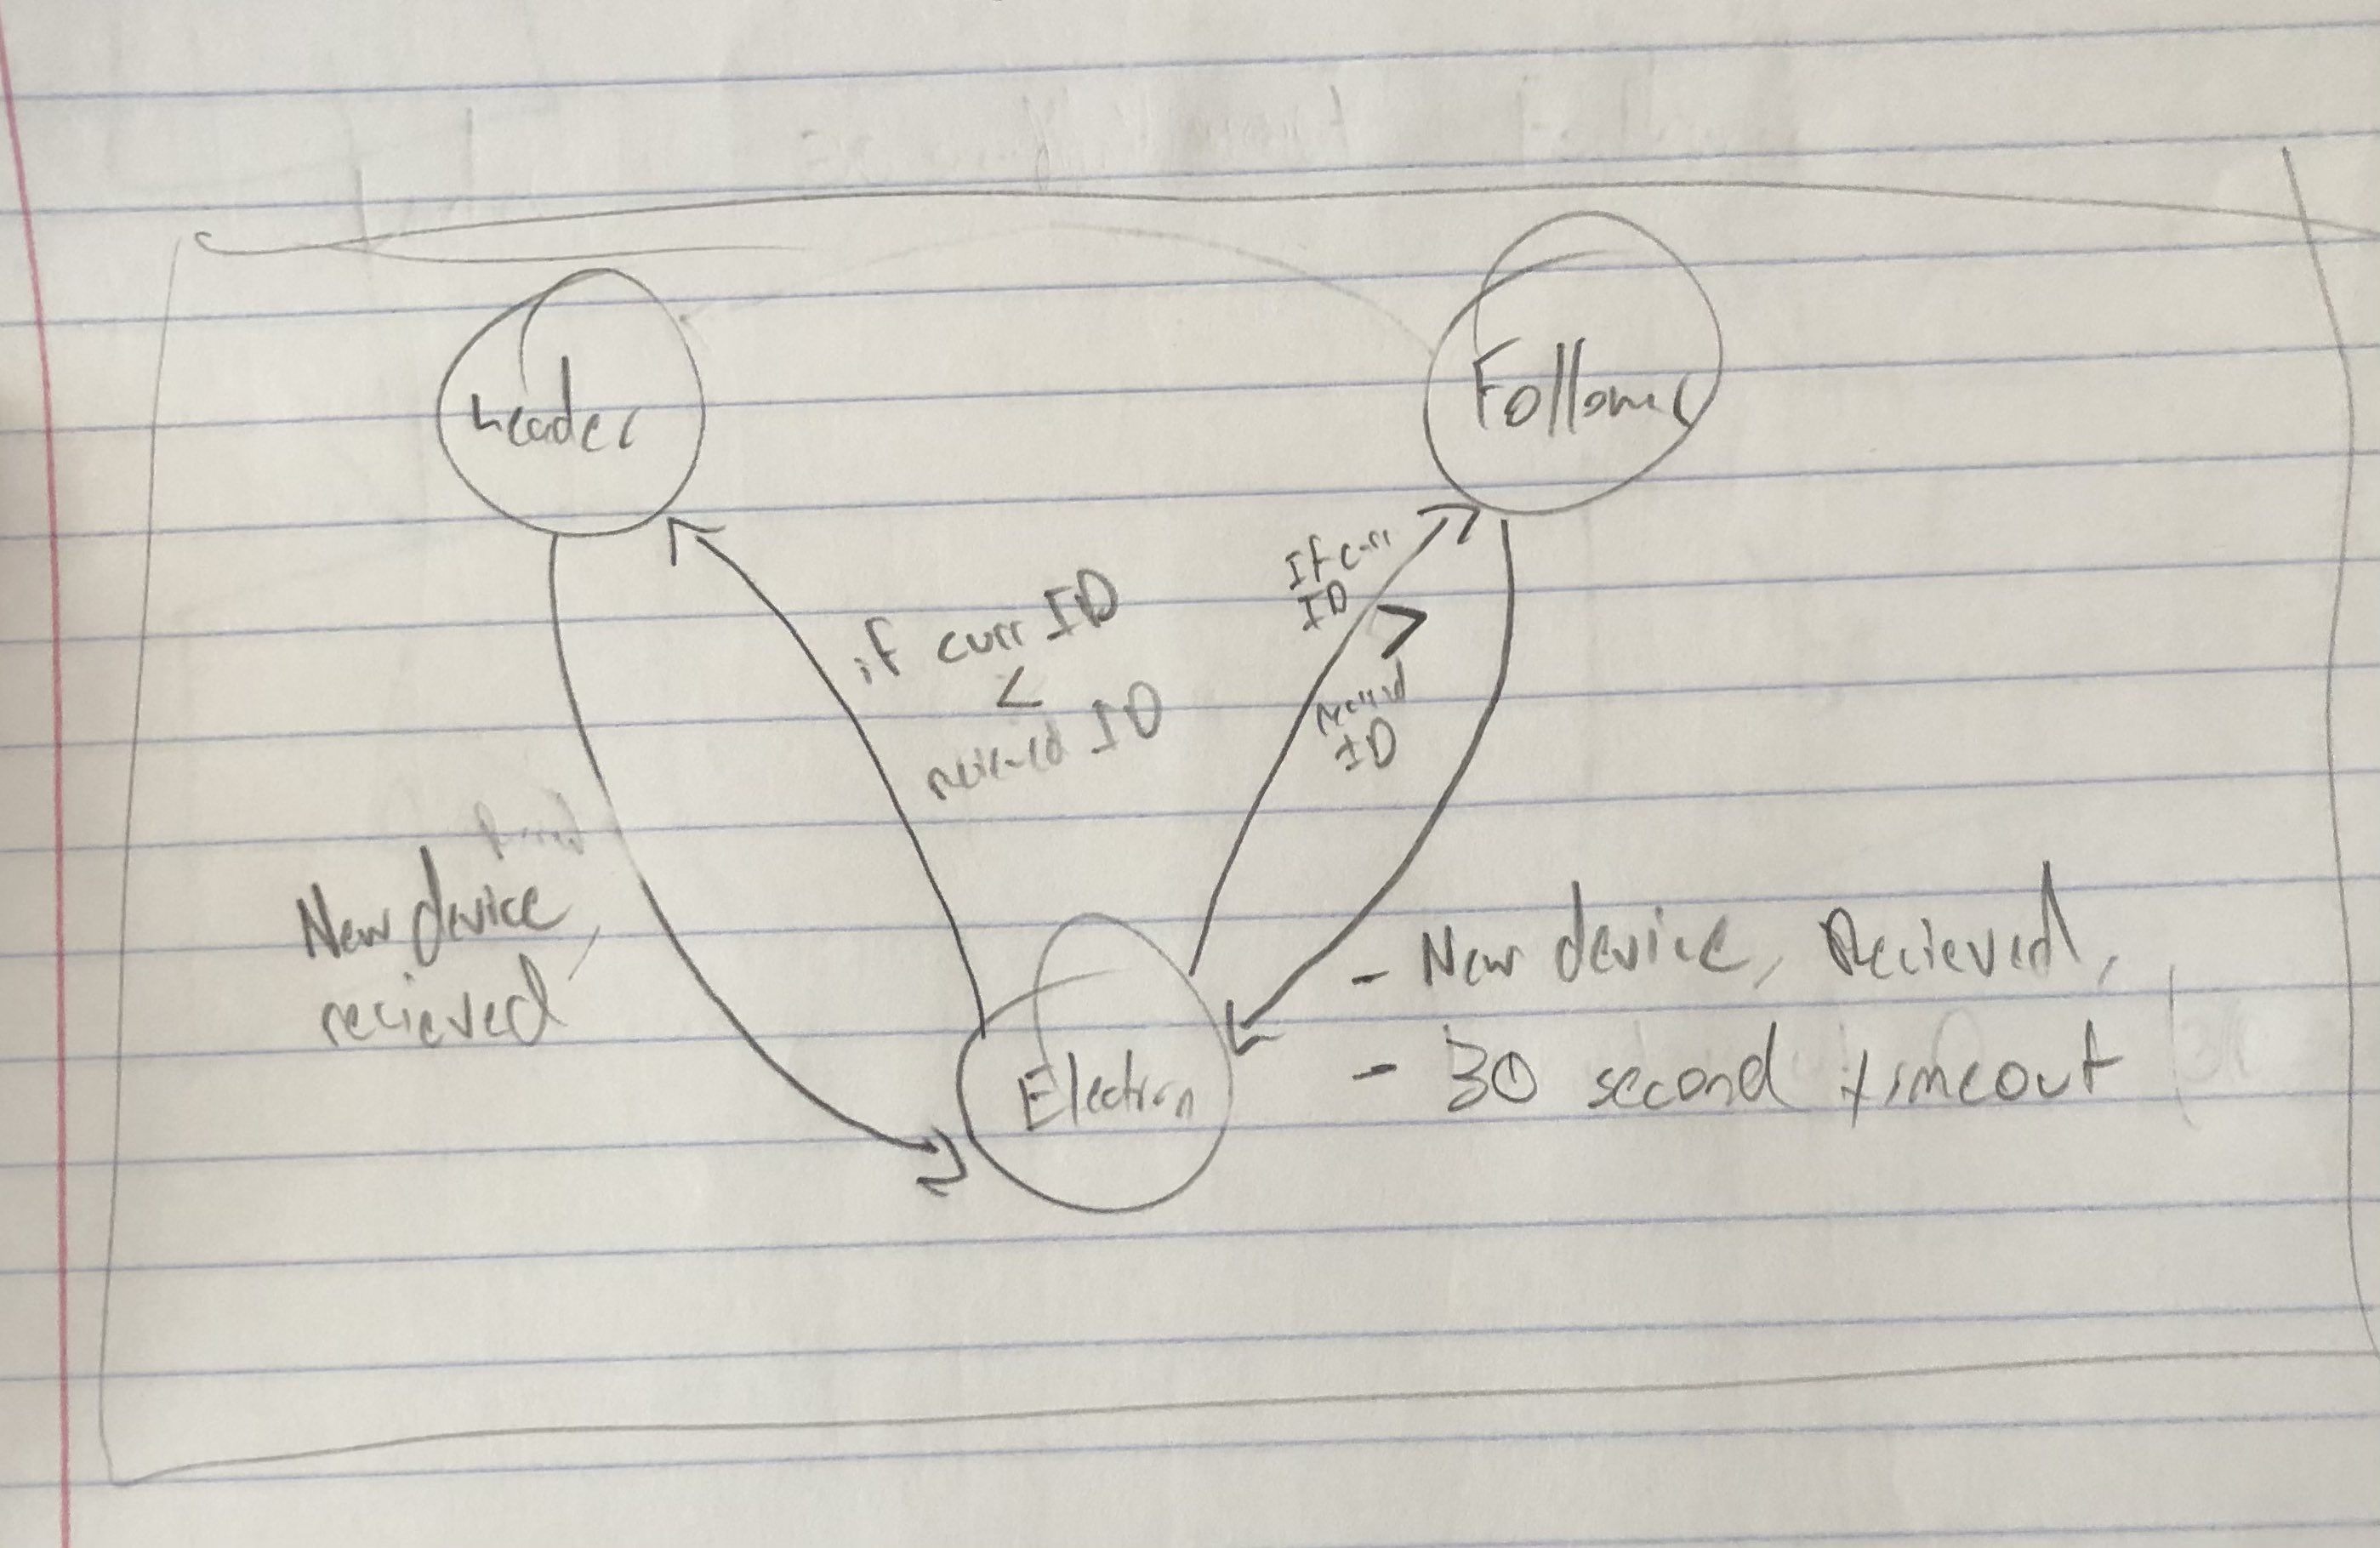 Leader
Follower
if curr ID
<
recieved ID
If curr
ID
>
recieved
ID
New device,
recieved
Election
- New device, Recieved,
- 30 second timeout